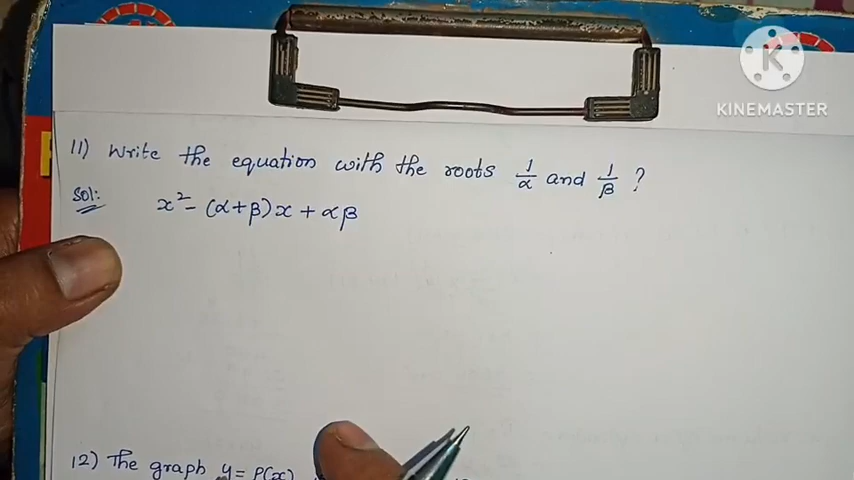 KINEMASTER
11) Write the equation with the roots 1/α and 1/β ?
Sol:
x² - (α+β)x + αβ
12) The graph y = P(x)